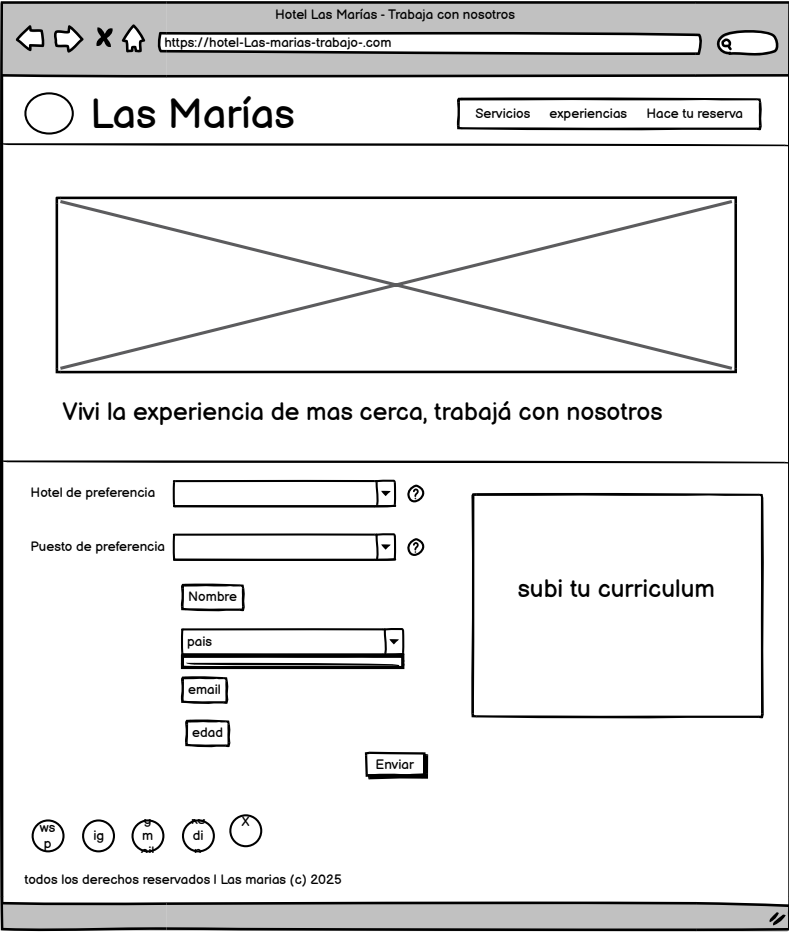 Hotel Las Marías - Trabaja con nosotros
https://hotel-Las-marias-trabajo-.com
Las Marías
Servicios experiencias Hace tu reserva
Vivi la experiencia de mas cerca, trabajá con nosotros
Hotel de preferencia
Puesto de preferencia
Nombre
pais
email
edad
subi tu curriculum
Enviar
ws
p
ig
m
di
X
todos los derechos reservados | Las marias (c) 2025